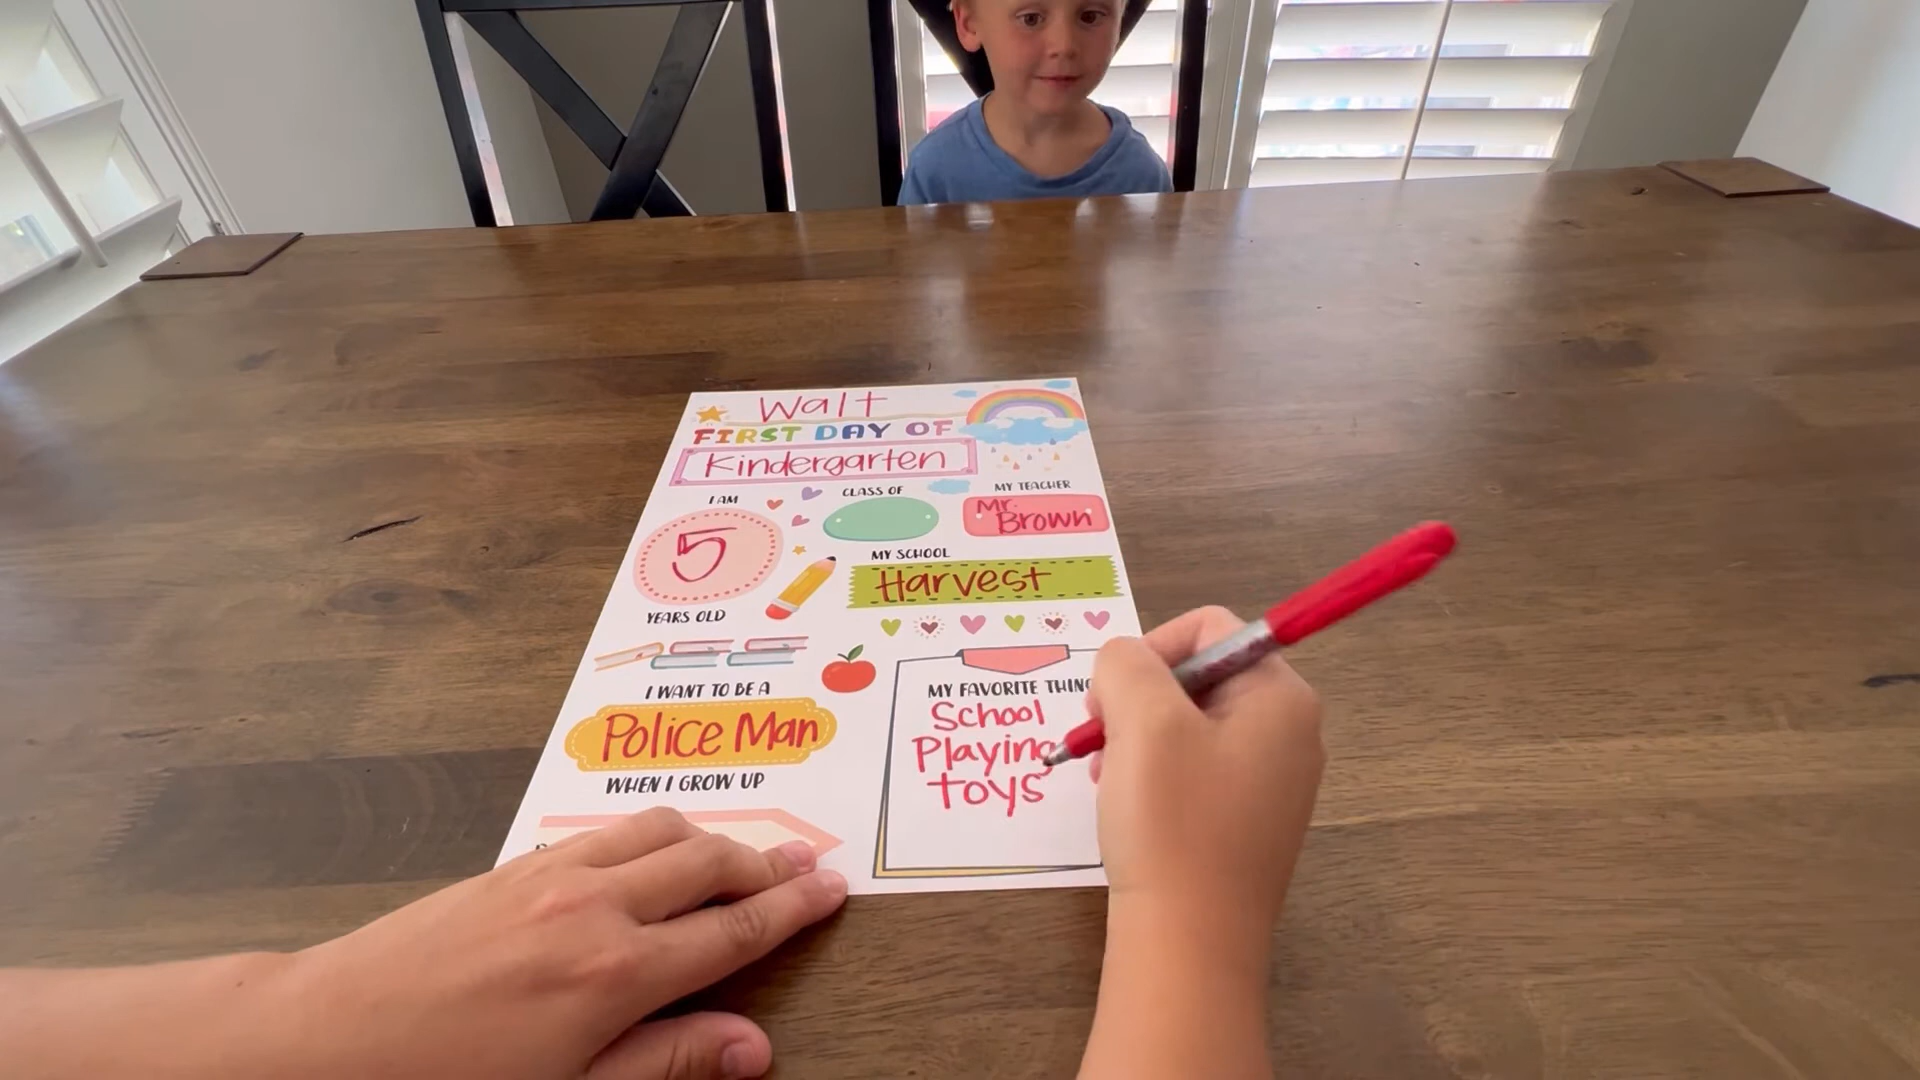 Walt
FIRST DAY OF
Kindergarten
I AM
5
YEARS OLD
CLASS OF
MY TEACHER
Mr.
Brown
MY SCHOOL
Harvest
I WANT TO BE A
Police Man
WHEN I GROW UP
MY FAVORITE THING
School
Playing
toys